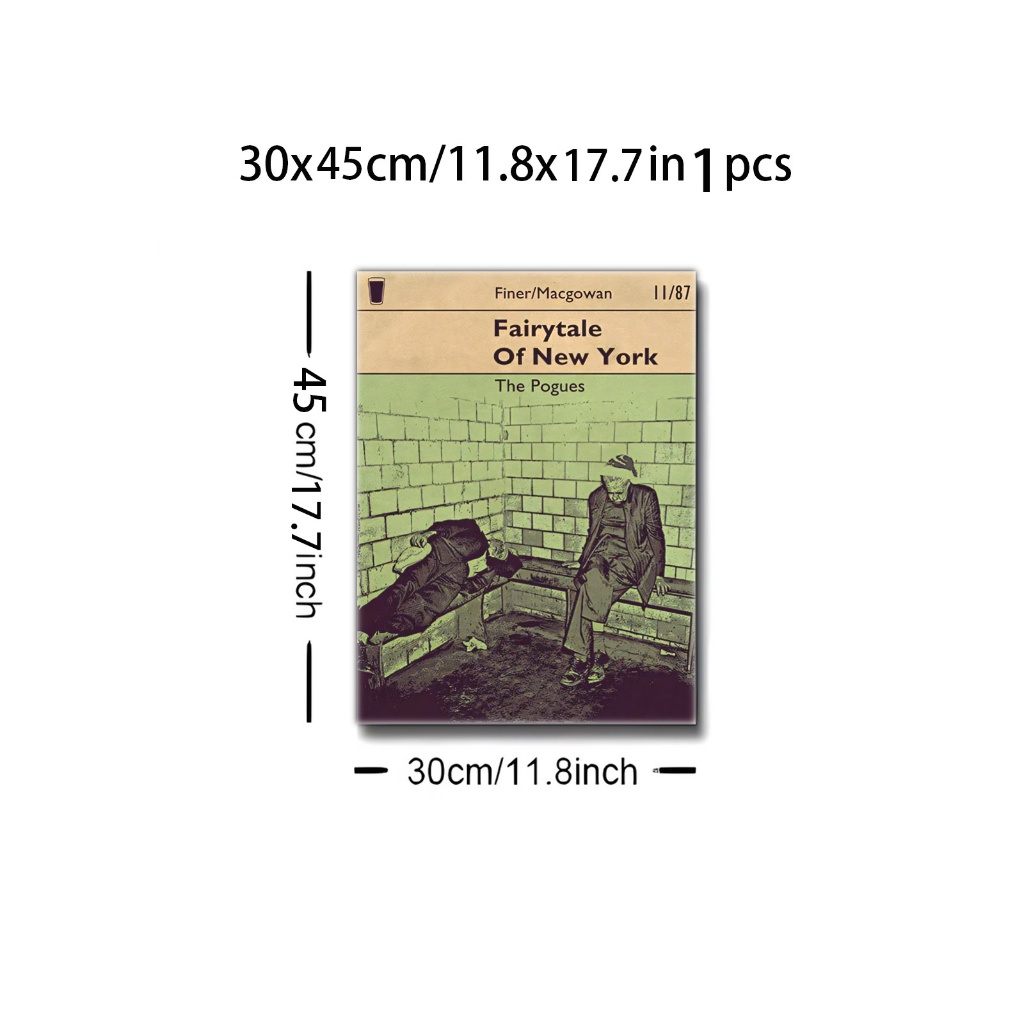 30x45cm/11.8x17.7in 1 pcs
Finer/Macgowan 11/87
Fairytale
Of New York
The Pogues
45 cm/17.7inch
30cm/11.8inch